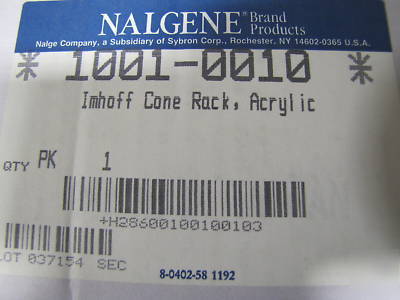 NALGENE® Brand Products
Nalge Company, a Subsidiary of Sybron Corp., Rochester, NY 14602-0365 U.S.A.
* 1001-0010 *
Imhoff Cone Rack, Acrylic
QTY PK 1
+H28600100100103
LOT 037154 SEC
8-0402-58 1192